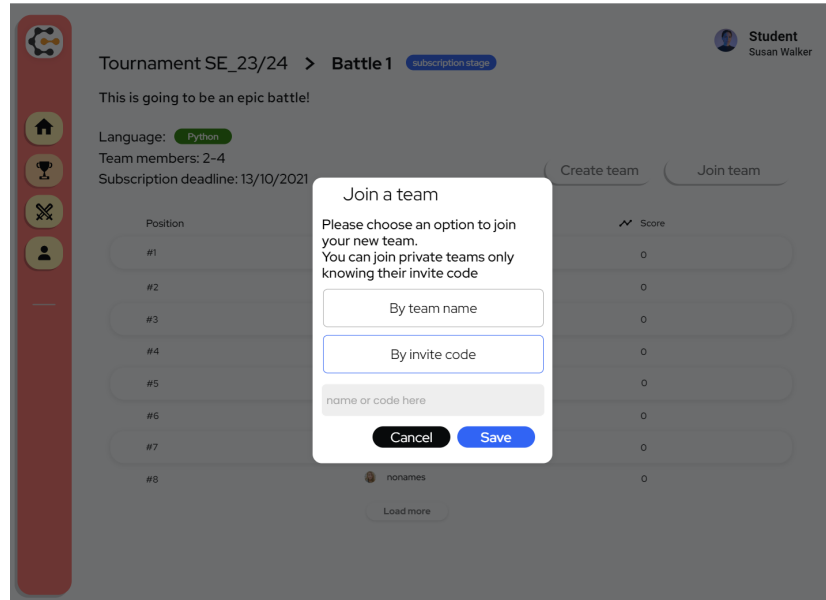 Student
Susan Walker
Tournament SE_23/24 > Battle 1 subscription stage
This is going to be an epic battle!
Language: Python
Team members: 2-4
Subscription deadline: 13/10/2021
Create team Join team
Join a team
Please choose an option to join
your new team.
You can join private teams only
knowing their invite code
By team name
By invite code
name or code here
Cancel Save
Position Score
#1 0
#2 0
#3 0
#4 0
#5 0
#6 0
#7 0
#8 nonames 0
Load more